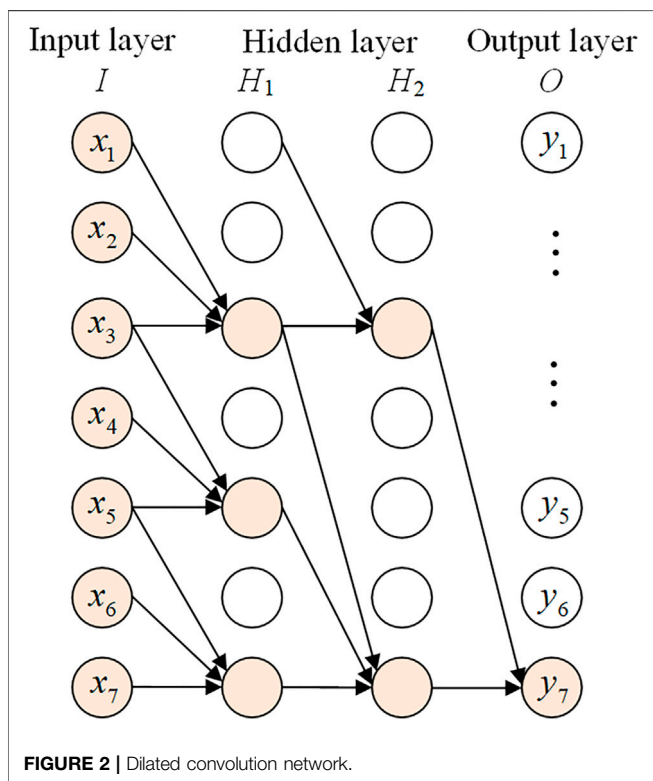 Input layer Hidden layer Output layer
I H₁ H₂ O
x₁ y₁
x₂
x₃
x₄
x₅ y₅
x₆ y₆
x₇ y₇
FIGURE 2 | Dilated convolution network.